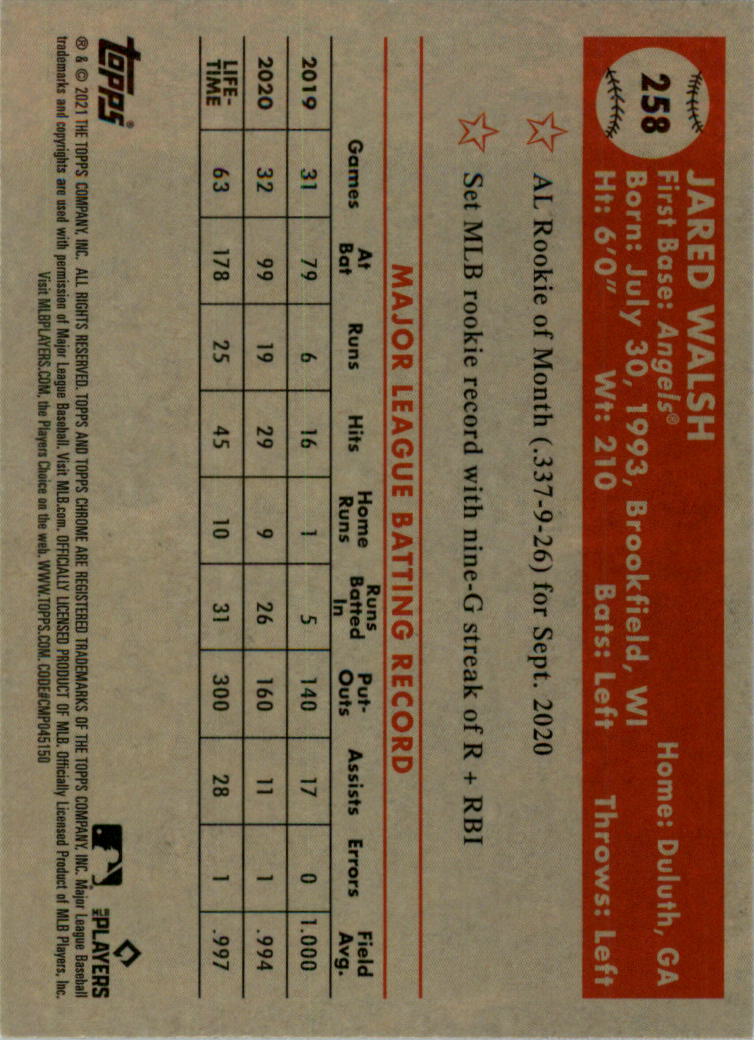 258
JARED WALSH
First Base: Angels® Home: Duluth, GA
Born: July 30, 1993, Brookfield, WI
Ht: 6'0" Wt: 210 Bats: Left Throws: Left
AL Rookie of Month (.337-9-26) for Sept. 2020
Set MLB rookie record with nine-G streak of R + RBI
MAJOR LEAGUE BATTING RECORD
Games At Bat Runs Hits Home Runs Runs Batted In Put-Outs Assists Errors Field Avg.
2019 31 79 6 16 1 5 140 17 0 1.000
2020 32 99 19 29 9 26 160 11 1 .994
LIFE-TIME 63 178 25 45 10 31 300 28 1 .997
topps®
MLB PLAYERS
® & © 2021 THE TOPPS COMPANY, INC. ALL RIGHTS RESERVED. TOPPS AND TOPPS CHROME ARE REGISTERED TRADEMARKS OF THE TOPPS COMPANY, INC. Major League Baseball
trademarks and copyrights are used with permission of Major League Baseball. Visit MLB.com. OFFICIALLY LICENSED PRODUCT OF MLB. Officially Licensed Product of MLB Players, Inc.
Visit MLBPLAYERS.COM, the Players Choice on the web. WWW.TOPPS.COM. CODE#CMP045150